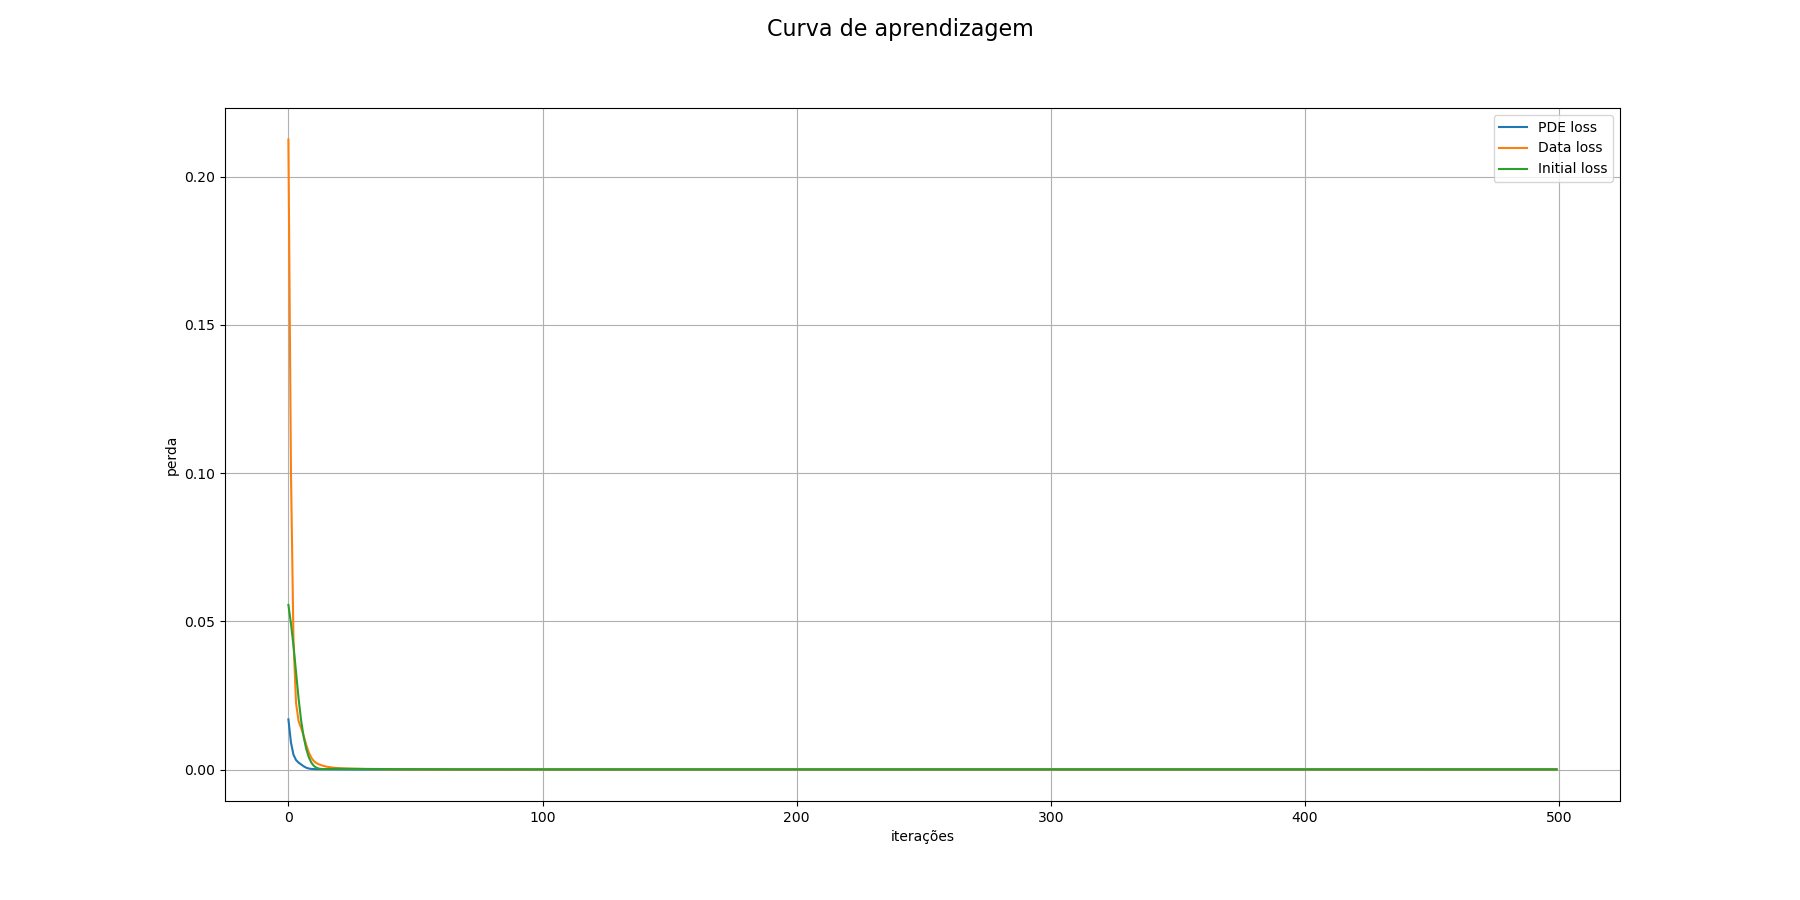 Curva de aprendizagem
PDE loss
Data loss
Initial loss
0.20
0.15
0.10
0.05
0.00
perda
0
100
200
300
400
500
iterações